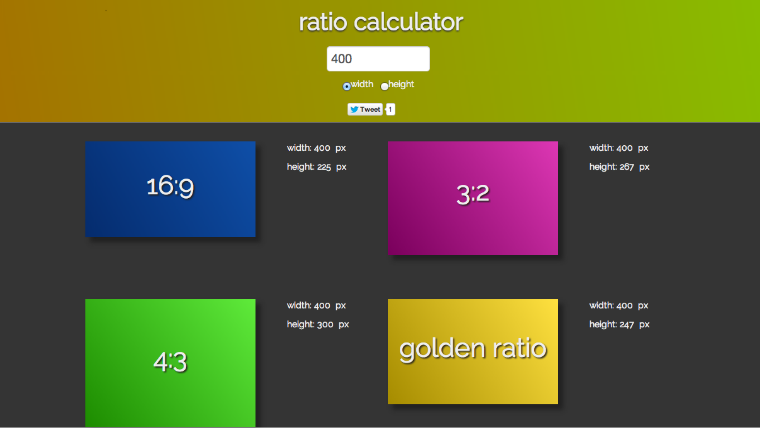 ratio calculator
400
width height
Tweet 1
16:9
width: 400 px
height: 225 px
3:2
width: 400 px
height: 267 px
4:3
width: 400 px
height: 300 px
golden ratio
width: 400 px
height: 247 px